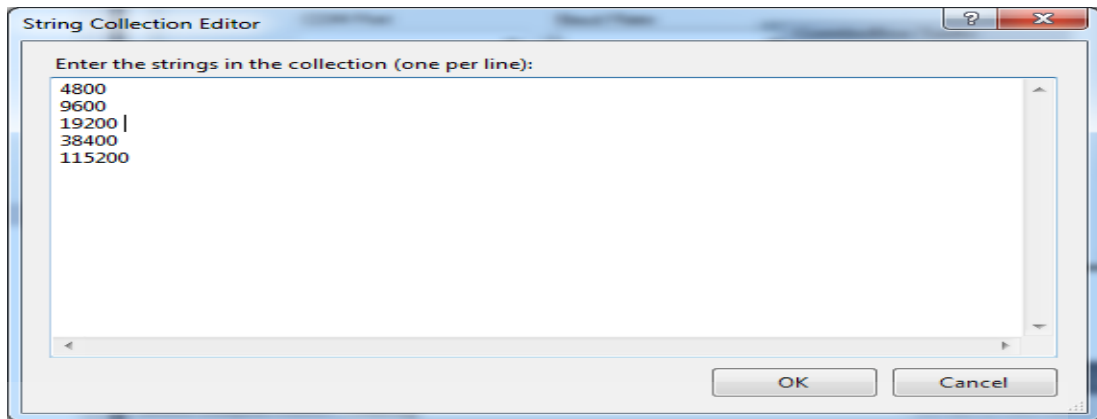 String Collection Editor
?
Enter the strings in the collection (one per line):
4800
9600
19200
38400
115200
OK
Cancel